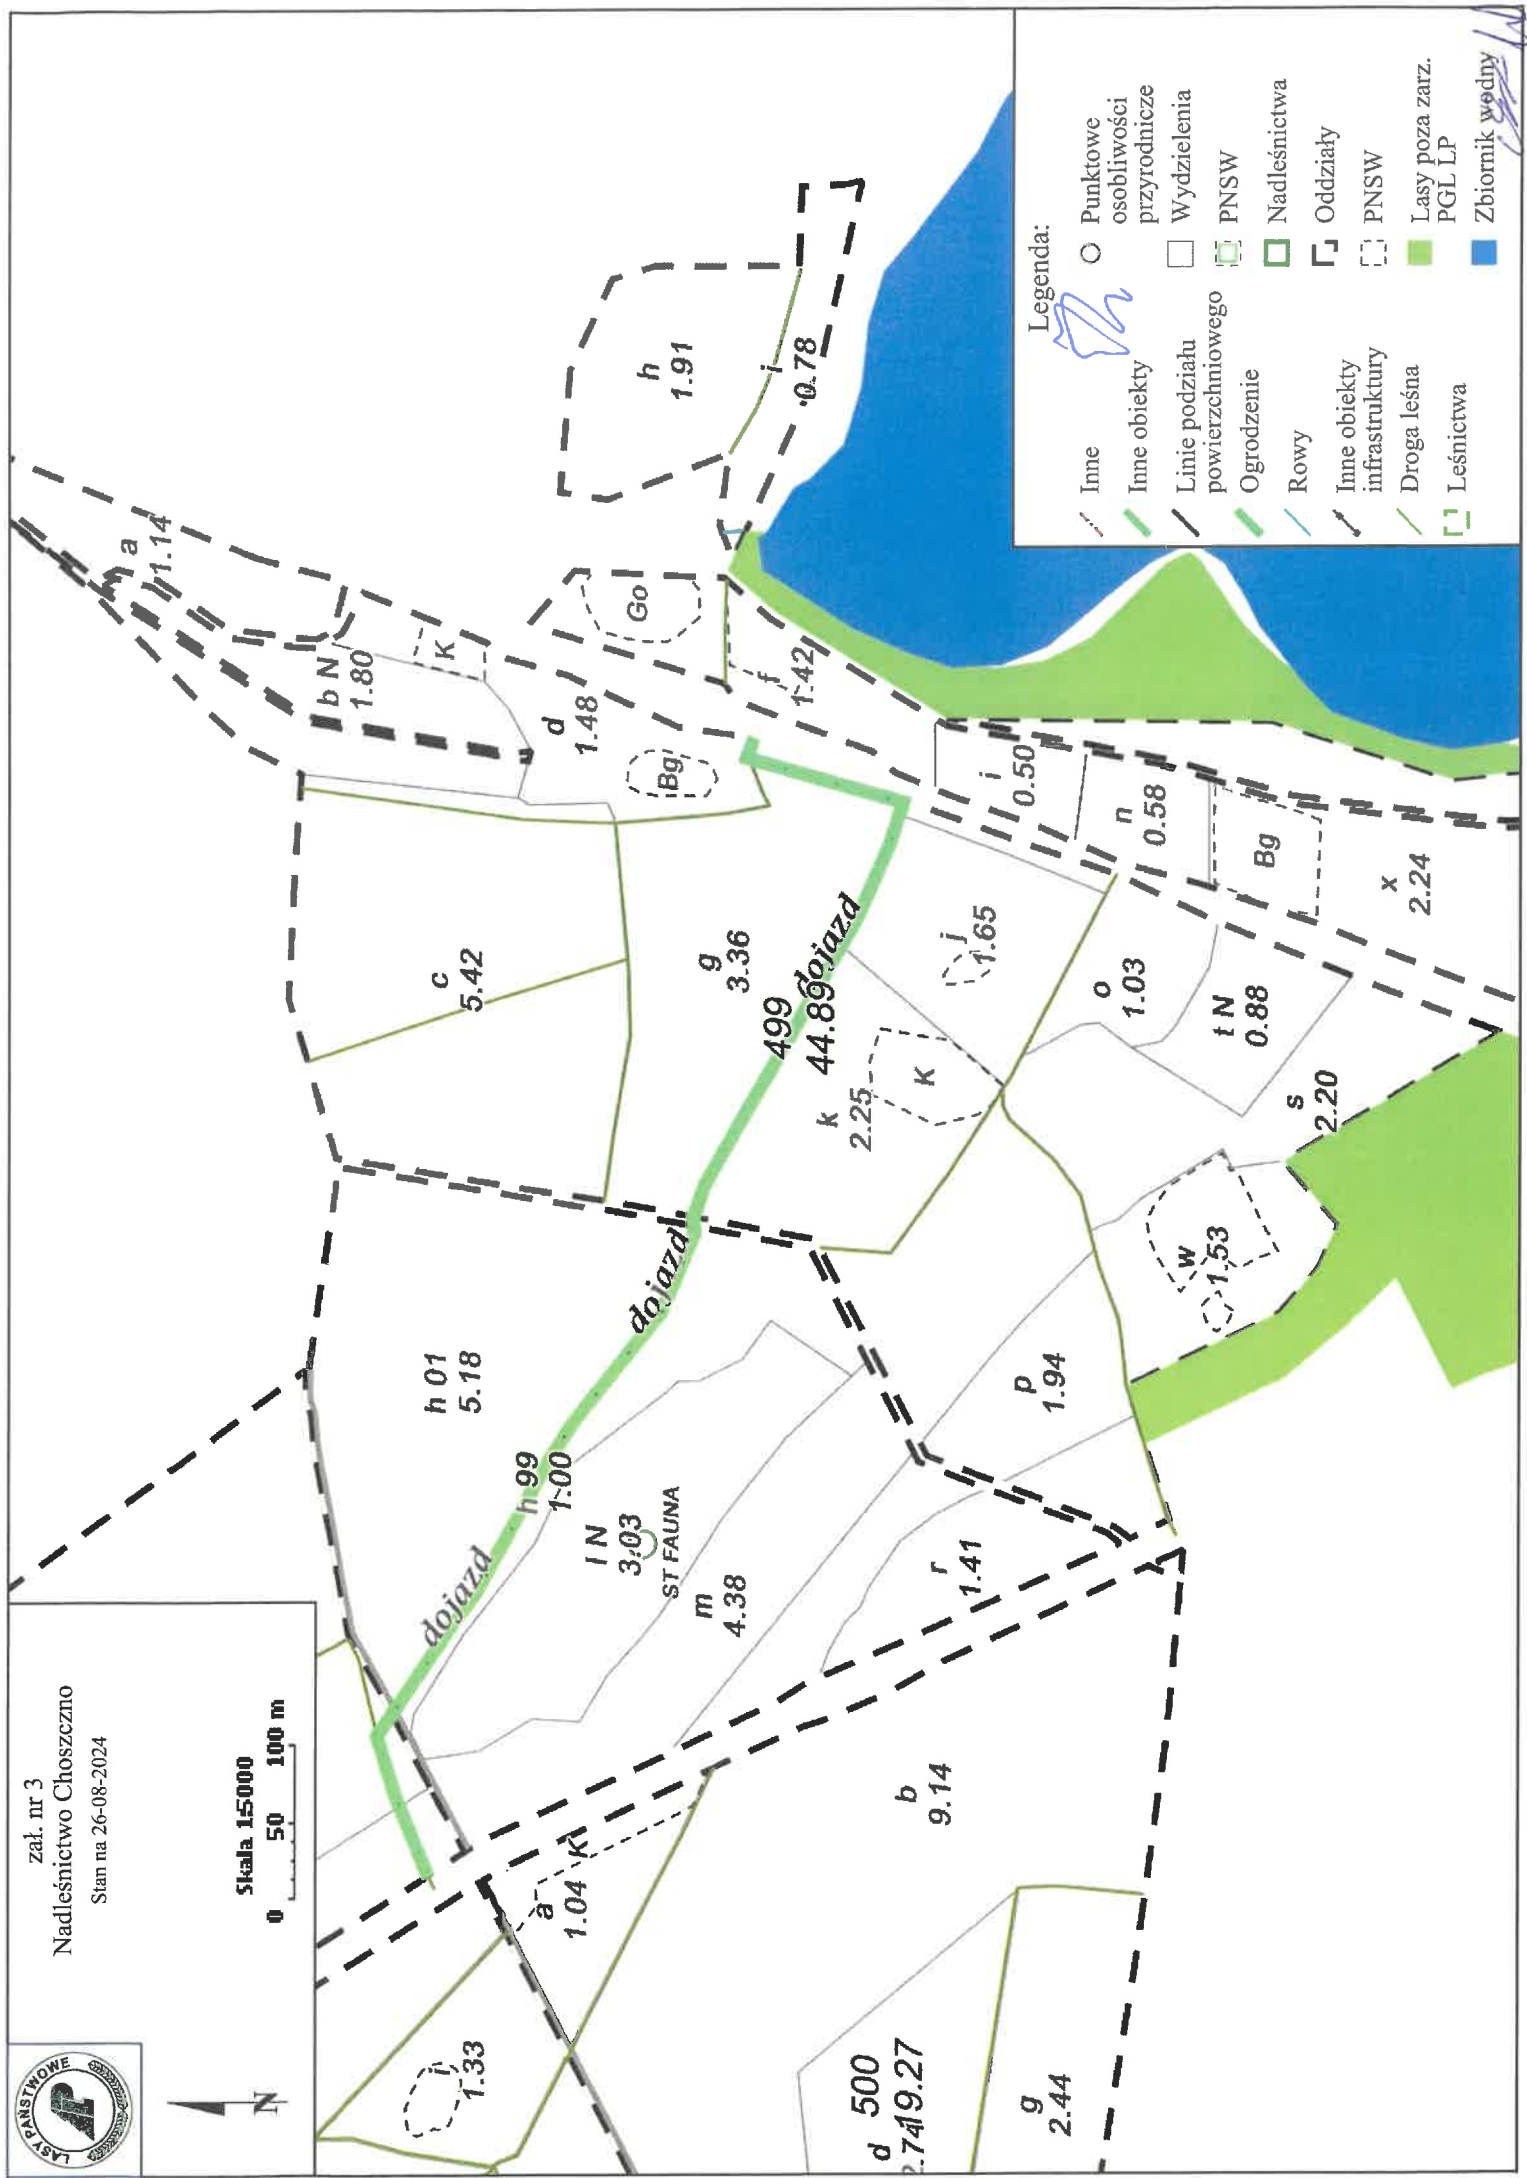 LASY PAŃSTWOWE
LP
N
zał. nr 3
Nadleśnictwo Choszczno
Stan na 26-08-2024
Skala 1:5000
0 50 100 m
a
1.14
b N
1.80
K
d
1.48
Bg
Go
h
1.91
i
0.78
f
1.42
c
5.42
g
3.36
499
44.89
dojazd
dojazd
dojazd
h 01
5.18
h 99
1.00
l N
3.03
ST FAUNA
m
4.38
k
2.25
K
j
1.65
i
0.50
n
0.58
Bg
x
2.24
o
1.03
t N
0.88
s
2.20
w
1.53
p
1.94
r
1.41
a
1.04
K
1.33
b
9.14
d
500
19.27
g
2.44
Legenda:
Inne
Inne obiekty
Linie podziału
powierzchniowego
Ogrodzenie
Rowy
Inne obiekty
infrastruktury
Droga leśna
Leśnictwa
Punktowe
osobliwości
przyrodnicze
Wydzielenia
PNSW
Nadleśnictwa
Oddziały
PNSW
Lasy poza zarz.
PGL LP
Zbiornik wodny